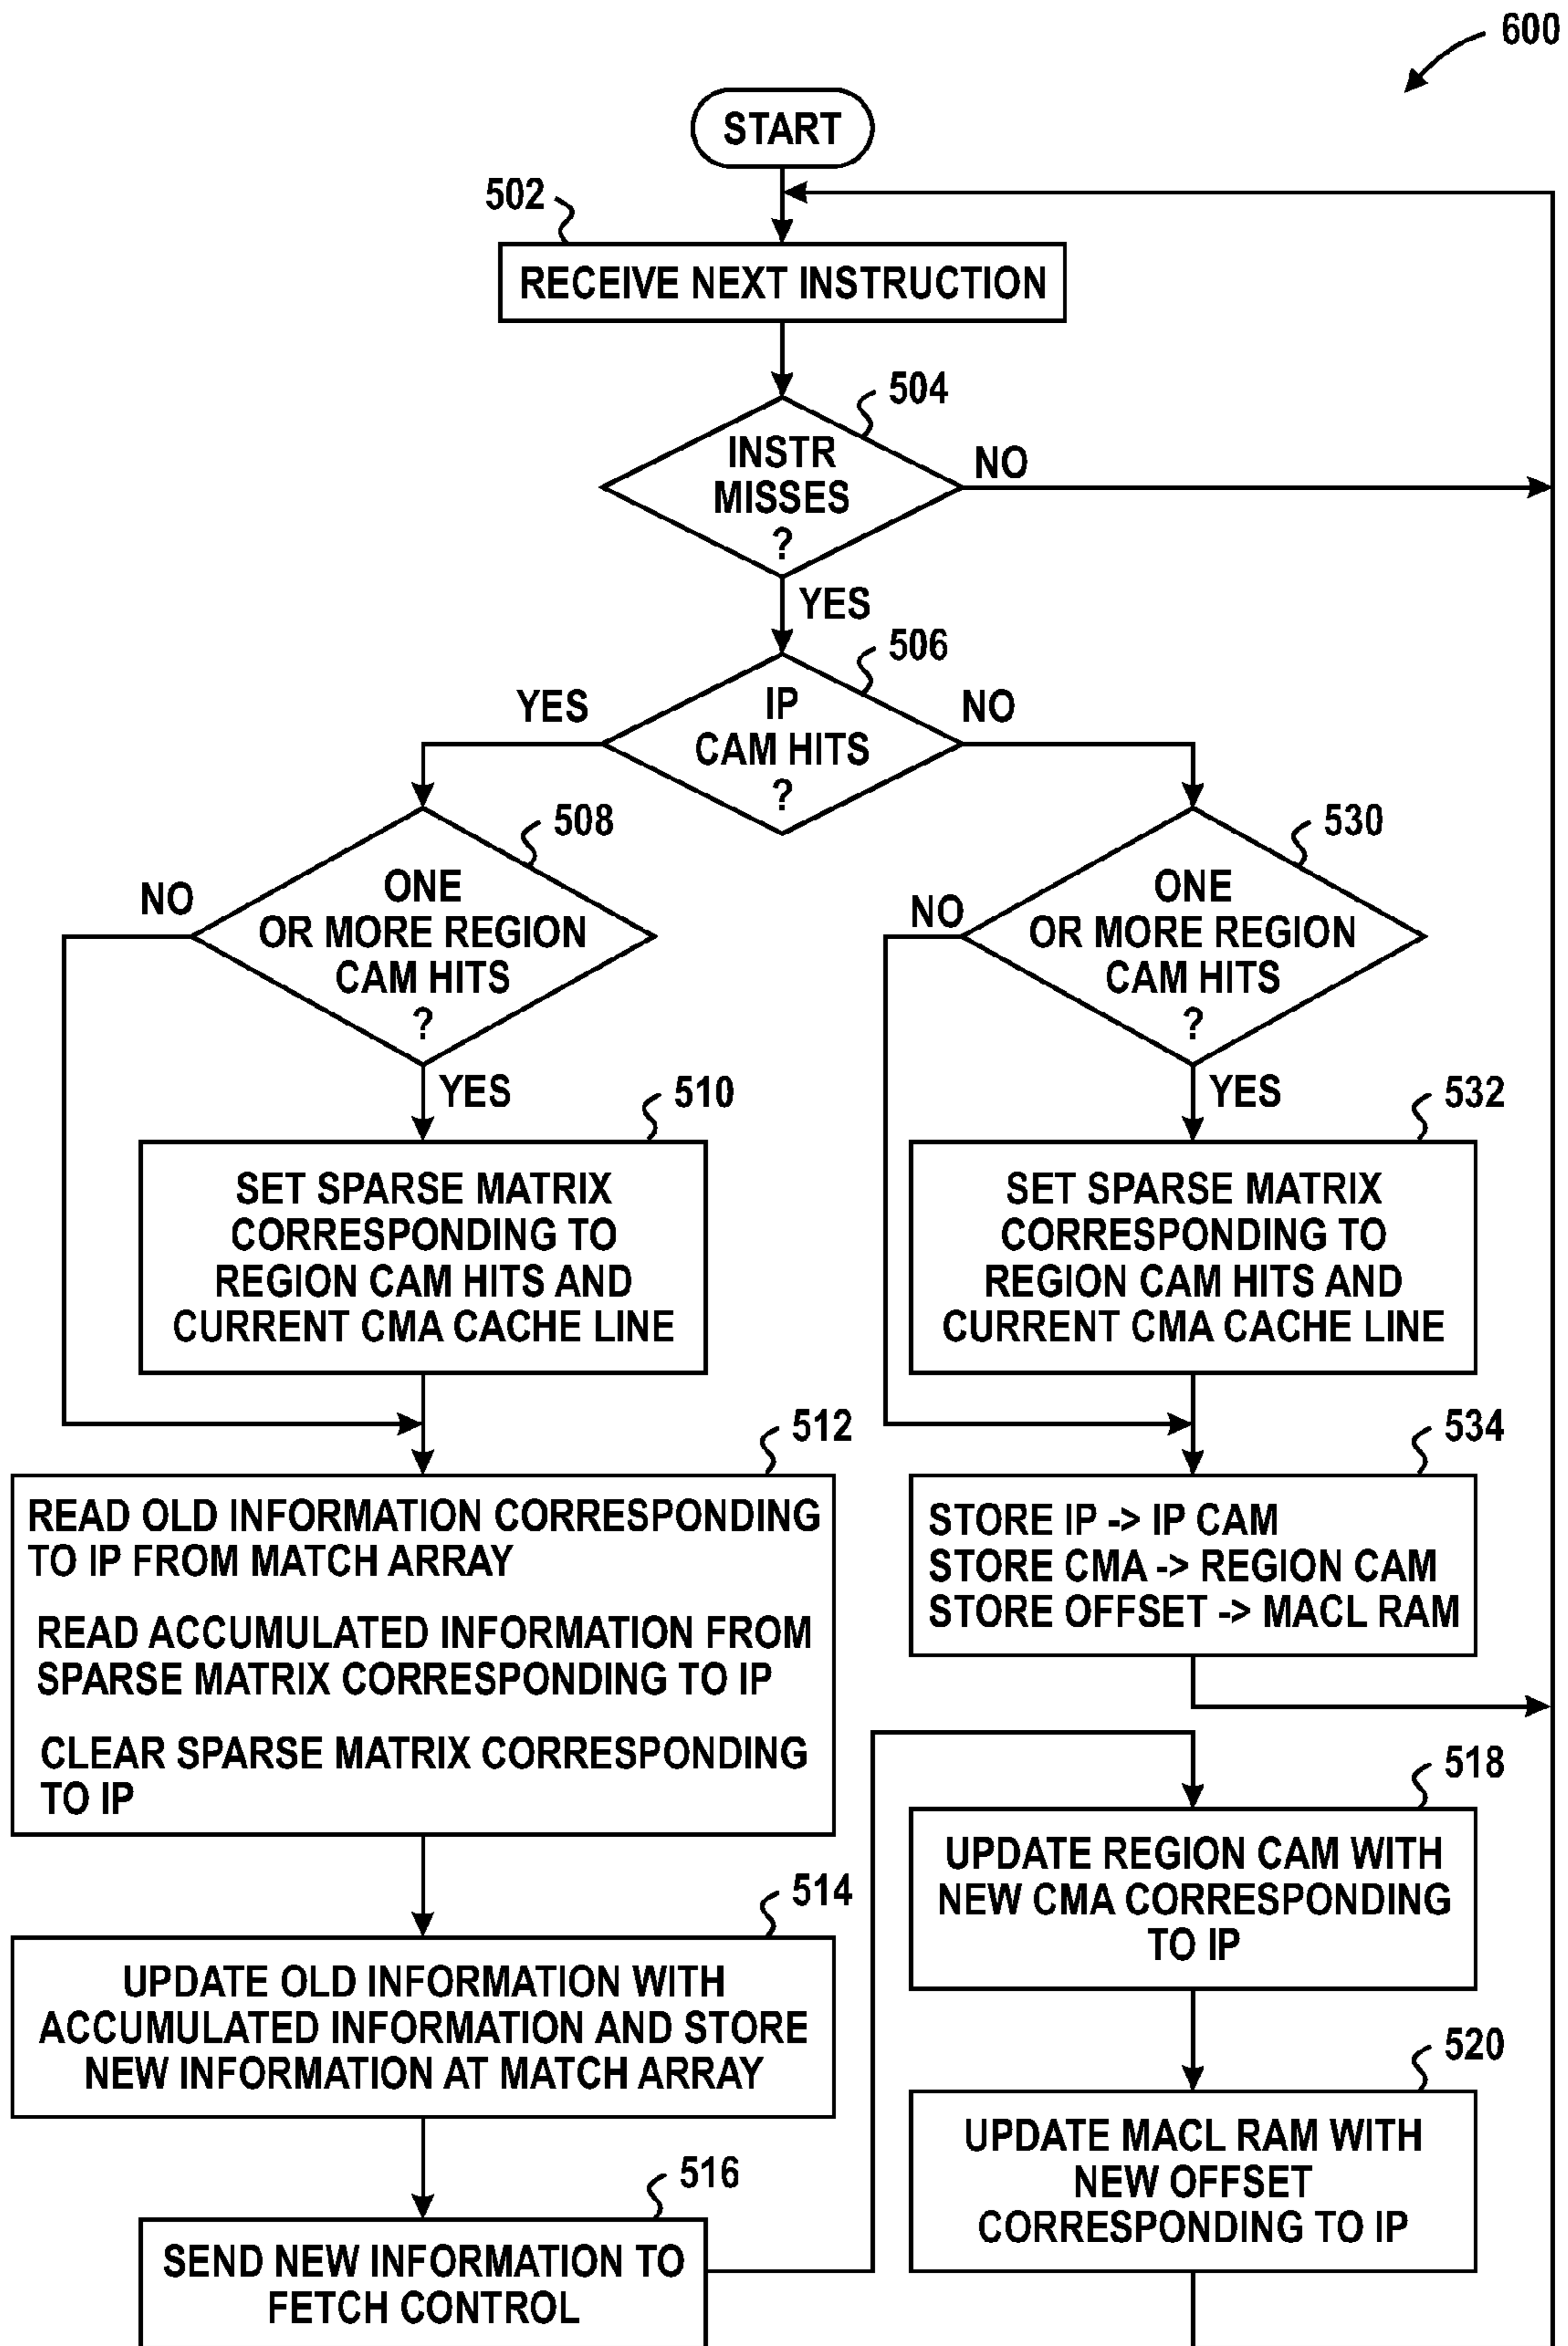 600
START
502
RECEIVE NEXT INSTRUCTION
504
INSTR
MISSES
?
NO
YES
506
IP
CAM HITS
?
YES
NO
508
ONE
OR MORE REGION
CAM HITS
?
NO
YES
530
ONE
OR MORE REGION
CAM HITS
?
NO
YES
510
SET SPARSE MATRIX
CORRESPONDING TO
REGION CAM HITS AND
CURRENT CMA CACHE LINE
532
SET SPARSE MATRIX
CORRESPONDING TO
REGION CAM HITS AND
CURRENT CMA CACHE LINE
512
READ OLD INFORMATION CORRESPONDING
TO IP FROM MATCH ARRAY
READ ACCUMULATED INFORMATION FROM
SPARSE MATRIX CORRESPONDING TO IP
CLEAR SPARSE MATRIX CORRESPONDING
TO IP
534
STORE IP -> IP CAM
STORE CMA -> REGION CAM
STORE OFFSET -> MACL RAM
514
UPDATE OLD INFORMATION WITH
ACCUMULATED INFORMATION AND STORE
NEW INFORMATION AT MATCH ARRAY
516
SEND NEW INFORMATION TO
FETCH CONTROL
518
UPDATE REGION CAM WITH
NEW CMA CORRESPONDING
TO IP
520
UPDATE MACL RAM WITH
NEW OFFSET
CORRESPONDING TO IP